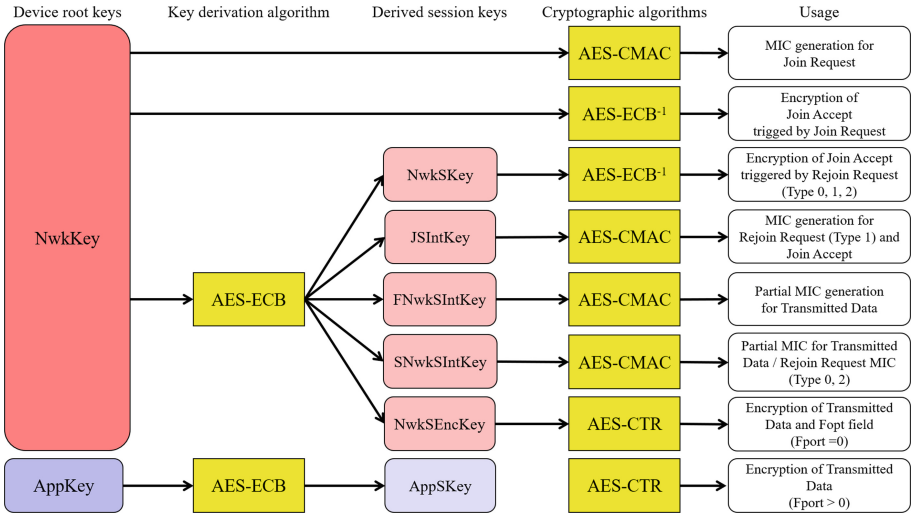 Device root keys
Key derivation algorithm
Derived session keys
Cryptographic algorithms
Usage
NwkKey
AES-CMAC
MIC generation for
Join Request
AES-ECB-1
Encryption of
Join Accept
trigged by Join Request
NwkSKey
AES-ECB-1
Encryption of Join Accept
triggered by Rejoin Request
(Type 0, 1, 2)
JSIntKey
AES-CMAC
MIC generation for
Rejoin Request (Type 1) and
Join Accept
AES-ECB
FNwkSIntKey
AES-CMAC
Partial MIC generation
for Transmitted Data
SNwkSIntKey
AES-CMAC
Partial MIC for Transmitted
Data / Rejoin Request MIC
(Type 0, 2)
NwkSEncKey
AES-CTR
Encryption of Transmitted
Data and Fopt field
(Fport =0)
AppKey
AES-ECB
AppSKey
AES-CTR
Encryption of Transmitted
Data
(Fport > 0)